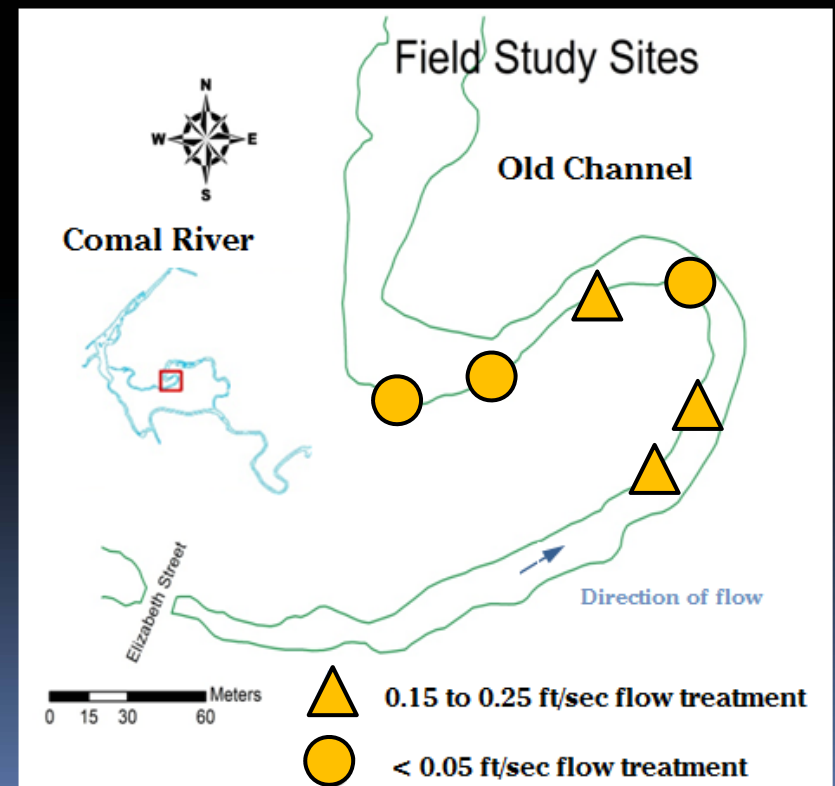 Field Study Sites
N
W E
S
Old Channel
Comal River
Elizabeth Street
Direction of flow
Meters
0 15 30 60
0.15 to 0.25 ft/sec flow treatment
< 0.05 ft/sec flow treatment